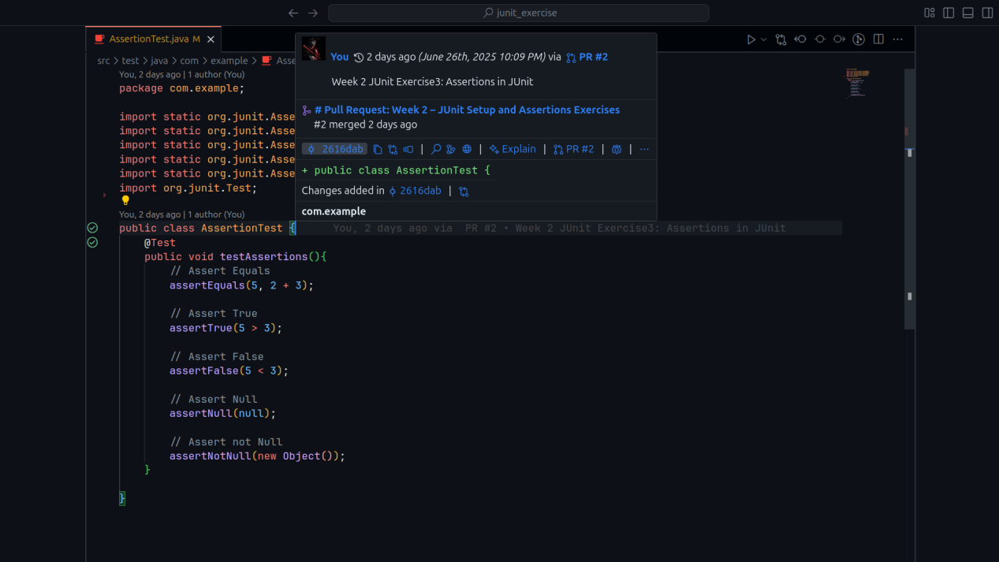 junit_exercise
AssertionTest.java M
src > test > java > com > example > Asse
You, 2 days ago | 1 author (You)
package com.example;
import static org.junit.Asse
import static org.junit.Asse
import static org.junit.Asse
import static org.junit.Asse
import static org.junit.Asse
import org.junit.Test;
You 2 days ago (June 26th, 2025 10:09 PM) via PR #2
Week 2 JUnit Exercise3: Assertions in JUnit
# Pull Request: Week 2 – JUnit Setup and Assertions Exercises
#2 merged 2 days ago
2616dab | | Explain | PR #2 | | ···
+ public class AssertionTest {
Changes added in 2616dab |
com.example
You, 2 days ago | 1 author (You)
public class AssertionTest { You, 2 days ago via PR #2 • Week 2 JUnit Exercise3: Assertions in JUnit
@Test
public void testAssertions(){
// Assert Equals
assertEquals(5, 2 + 3);
// Assert True
assertTrue(5 > 3);
// Assert False
assertFalse(5 < 3);
// Assert Null
assertNull(null);
// Assert not Null
assertNotNull(new Object());
}
}